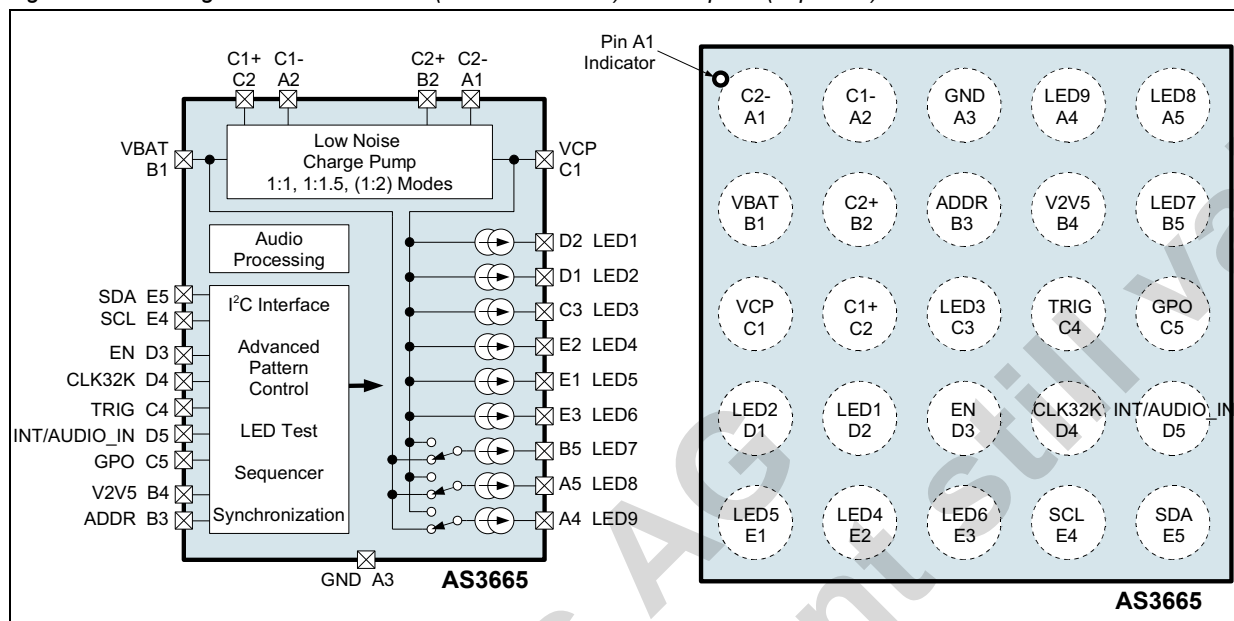 C1+ C1- C2+ C2-
C2 A2 B2 A1
VBAT
B1
Low Noise
Charge Pump
1:1, 1:1.5, (1:2) Modes
VCP
C1
Audio
Processing
D2 LED1
D1 LED2
C3 LED3
E2 LED4
E1 LED5
E3 LED6
B5 LED7
A5 LED8
A4 LED9
SDA E5
SCL E4
EN D3
CLK32K D4
TRIG C4
INT/AUDIO_IN D5
GPO C5
V2V5 B4
ADDR B3
I2C Interface
Advanced
Pattern
Control
LED Test
Sequencer
Synchronization
GND A3
AS3665
Pin A1
Indicator
C2- C1- GND LED9 LED8
A1 A2 A3 A4 A5
VBAT C2+ ADDR V2V5 LED7
B1 B2 B3 B4 B5
VCP C1+ LED3 TRIG GPO
C1 C2 C3 C4 C5
LED2 LED1 EN CLK32K INT/AUDIO_IN
D1 D2 D3 D4 D5
LED5 LED4 LED6 SCL SDA
E1 E2 E3 E4 E5
AS3665
AG
still